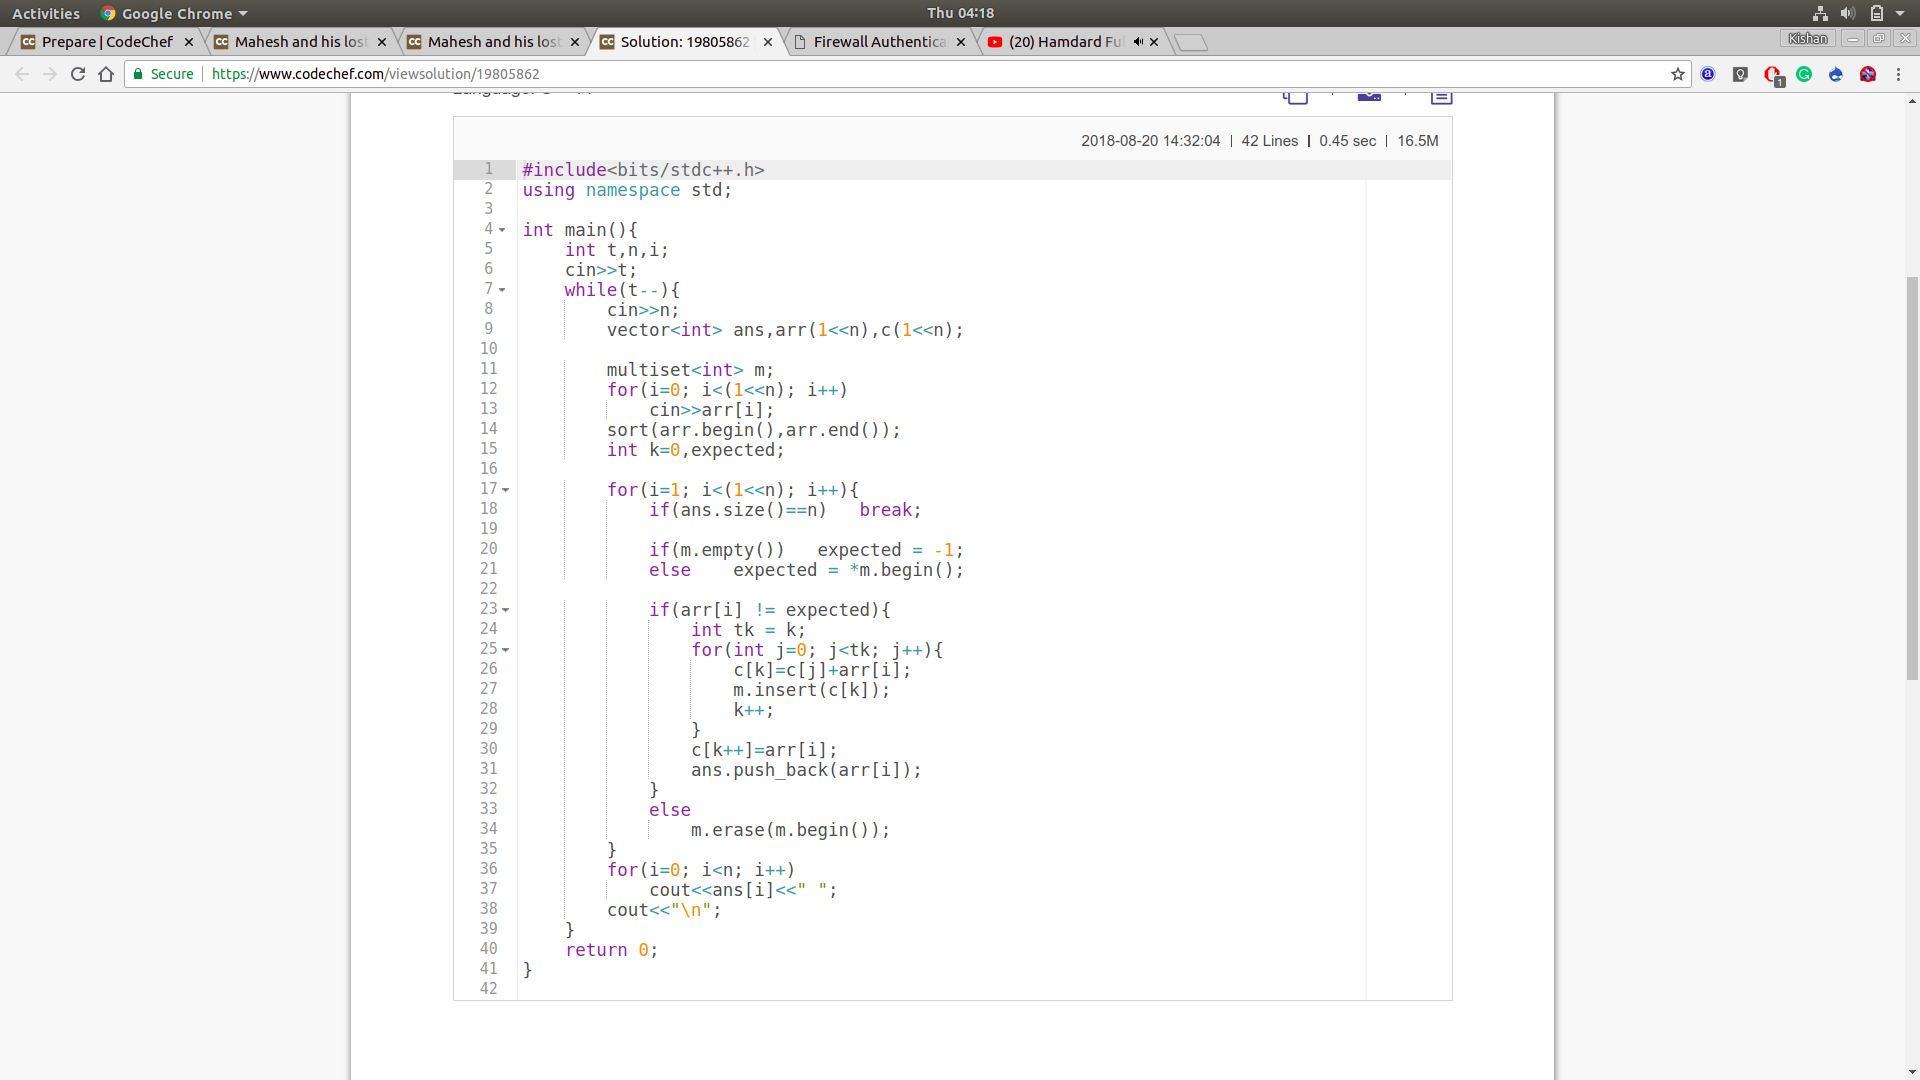 Activities Google Chrome Thu 04:18
Prepare | CodeChef Mahesh and his lost Mahesh and his lost Solution: 19805862 Firewall Authentica (20) Hamdard Fu Kishan
Secure https://www.codechef.com/viewsolution/19805862 1
2018-08-20 14:32:04 | 42 Lines | 0.45 sec | 16.5M
1 #include<bits/stdc++.h>
2 using namespace std;
3
4 int main(){
5     int t,n,i;
6     cin>>t;
7     while(t--){
8         cin>>n;
9         vector<int> ans,arr(1<<n),c(1<<n);
10
11         multiset<int> m;
12         for(i=0; i<(1<<n); i++)
13             cin>>arr[i];
14         sort(arr.begin(),arr.end());
15         int k=0,expected;
16
17         for(i=1; i<(1<<n); i++){
18             if(ans.size()==n)   break;
19
20             if(m.empty())   expected = -1;
21             else    expected = *m.begin();
22
23             if(arr[i] != expected){
24                 int tk = k;
25                 for(int j=0; j<tk; j++){
26                     c[k]=c[j]+arr[i];
27                     m.insert(c[k]);
28                     k++;
29                 }
30                 c[k++]=arr[i];
31                 ans.push_back(arr[i]);
32             }
33             else
34                 m.erase(m.begin());
35         }
36         for(i=0; i<n; i++)
37             cout<<ans[i]<<" ";
38         cout<<"\n";
39     }
40     return 0;
41 }
42